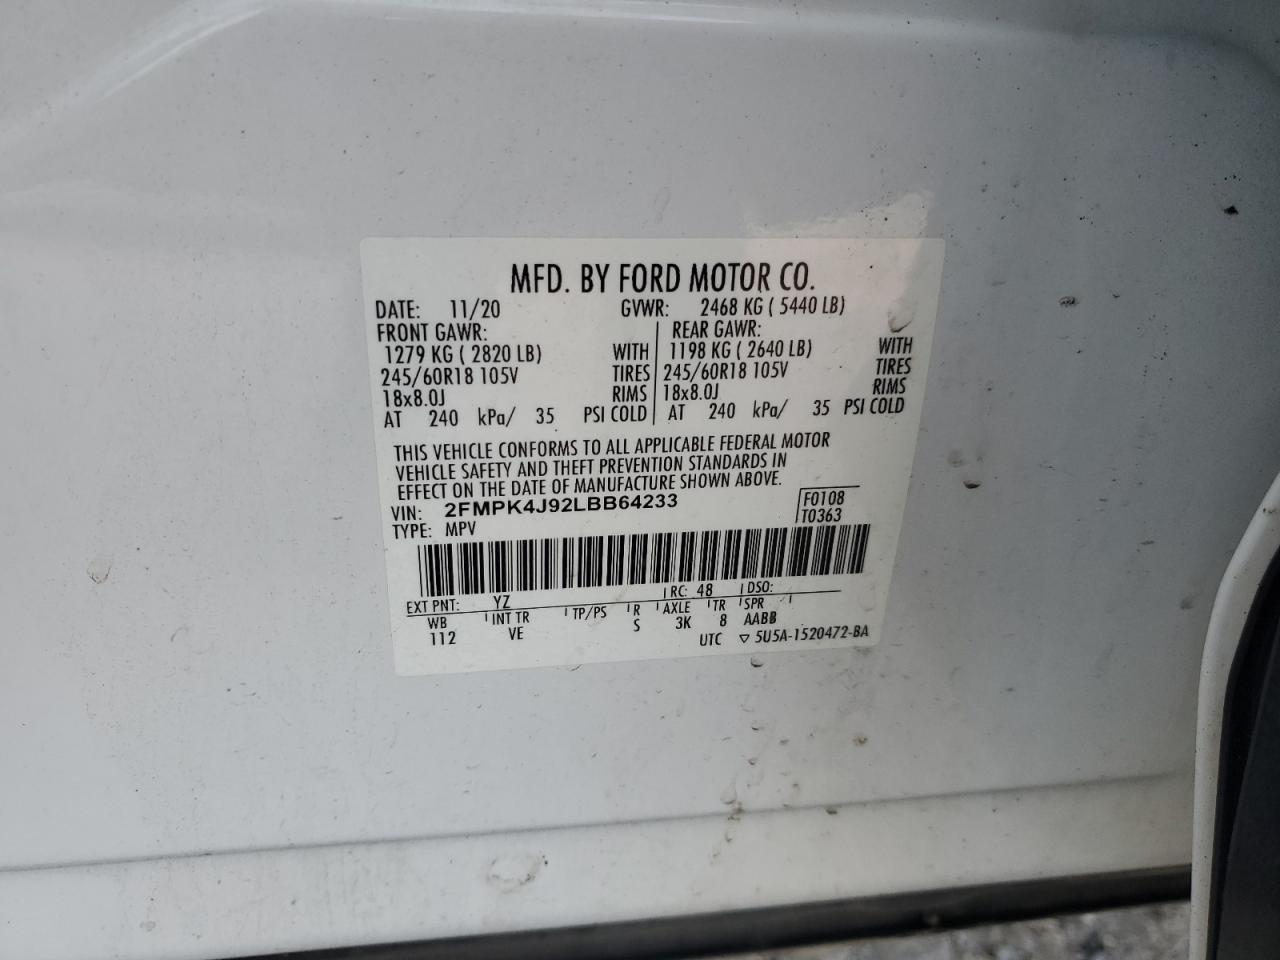 MFD. BY FORD MOTOR CO.
DATE: 11/20 GVWR: 2468 KG ( 5440 LB)
FRONT GAWR: REAR GAWR:
1279 KG ( 2820 LB) WITH 1198 KG ( 2640 LB) WITH
245/60R18 105V TIRES 245/60R18 105V TIRES
18x8.0J RIMS 18x8.0J RIMS
AT 240 kPa/ 35 PSI COLD AT 240 kPa/ 35 PSI COLD
THIS VEHICLE CONFORMS TO ALL APPLICABLE FEDERAL MOTOR
VEHICLE SAFETY AND THEFT PREVENTION STANDARDS IN
EFFECT ON THE DATE OF MANUFACTURE SHOWN ABOVE.
VIN: 2FMPK4J92LBB64233 F0108
TYPE: MPV T0363
EXT PNT: YZ RC: 48 DSO:
WB INT TR TP/PS R AXLE TR SPR
112 VE S 3K 8 AABB
UTC ▽ 5U5A-1520472-BA